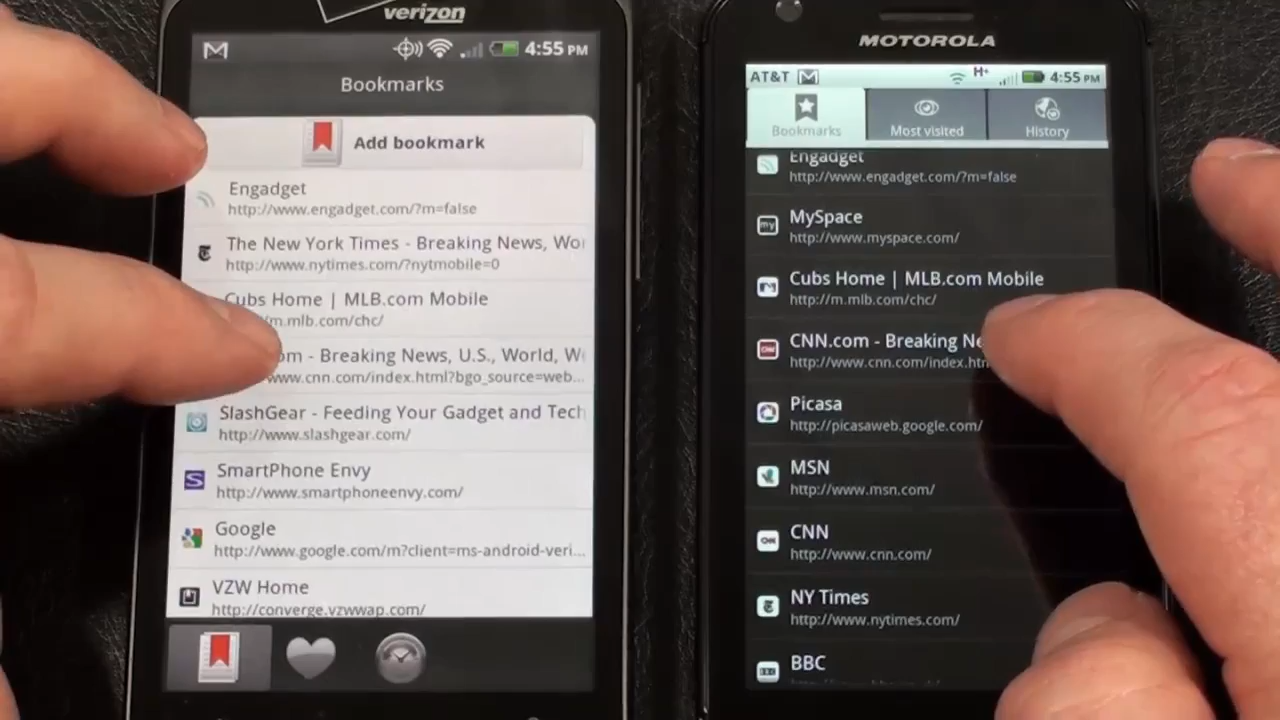 verizon
4:55 PM
Bookmarks
Add bookmark
Engadget
http://www.engadget.com/?m=false
The New York Times - Breaking News, Wo
http://www.nytimes.com/?nytmobile=0
Cubs Home | MLB.com Mobile
m.mlb.com/chc/
om - Breaking News, U.S., World, W
www.cnn.com/index.html?bgo_source=web...
SlashGear - Feeding Your Gadget and Tech
http://www.slashgear.com/
SmartPhone Envy
http://www.smartphoneenvy.com/
Google
http://www.google.com/m?client=ms-android-veri...
VZW Home
http://converge.vzwwap.com/
MOTOROLA
AT&T H+ 4:55 PM
Bookmarks
Most visited
History
Engadget
http://www.engadget.com/?m=false
MySpace
http://www.myspace.com/
Cubs Home | MLB.com Mobile
http://m.mlb.com/chc/
CNN.com - Breaking Ne
http://www.cnn.com/index.htm
Picasa
http://picasaweb.google.com/
MSN
http://www.msn.com/
CNN
http://www.cnn.com/
NY Times
http://www.nytimes.com/
BBC